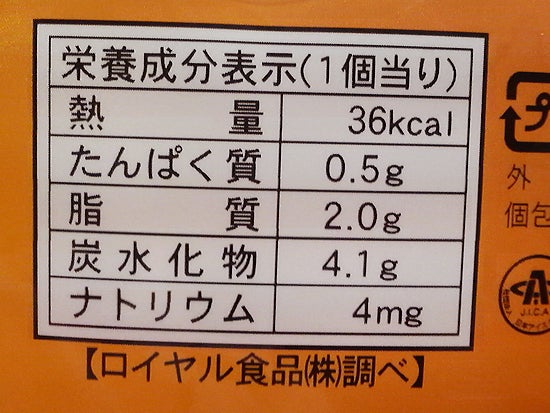 栄養成分表示(1個当り)
熱量 36kcal
たんぱく質 0.5g
脂質 2.0g
炭水化物 4.1g
ナトリウム 4mg
【ロイヤル食品㈱調べ】
プ
外
個包
J.I.C.A